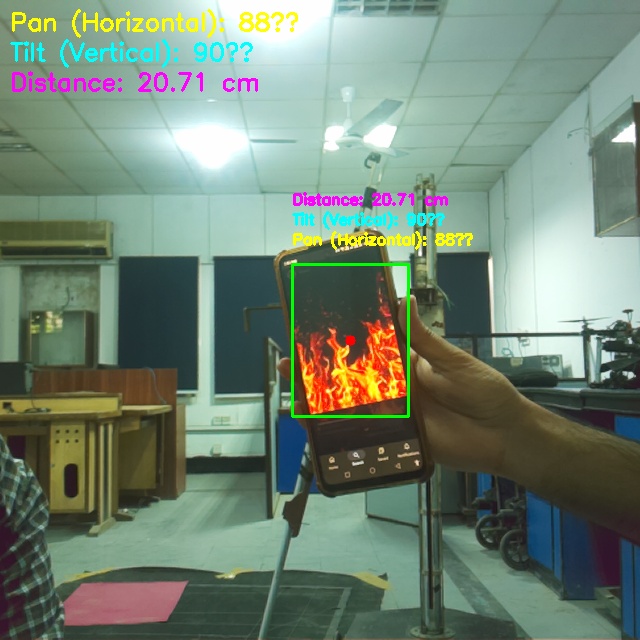 Pan (Horizontal): 88??
Tilt (Vertical): 90??
Distance: 20.71 cm
Distance: 20.71 cm
Tilt (Vertical): 90??
Pan (Horizontal): 88??
Home
Search
Notifications